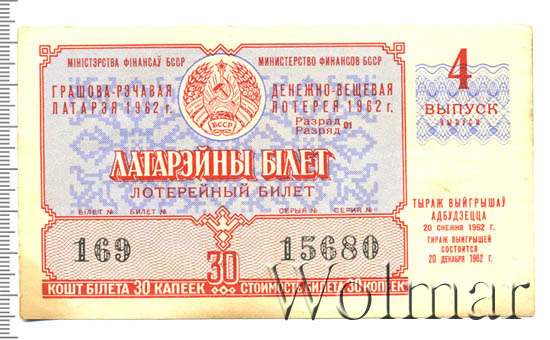 МІНІСТЭРСТВА ФІНАНСАЎ БССР
МИНИСТЕРСТВО ФИНАНСОВ БССР
ГРАШОВА-РЭЧАВАЯ
ЛАТАРЭЯ 1962 г.
ДЕНЕЖНО-ВЕЩЕВАЯ
ЛОТЕРЕЯ 1962 г.
Разрад 01
Разряд
БССР
4
ВЫПУСК
ВЫПУСК
ЛАТАРЭЙНЫ БІЛЕТ
ЛОТЕРЕЙНЫЙ БИЛЕТ
БІЛЕТ № БИЛЕТ №
СЕРЫЯ № СЕРИЯ №
169
15680
30
КОШТ БІЛЕТА 30 КАПЕЕК
СТОИМОСТЬ БИЛЕТА 30 КОПЕЕК
ТЫРАЖ ВЫЙГРЫШАЎ
АДБУДЗЕЦЦА
20 СНЕЖНЯ 1962 г.
ТИРАЖ ВЫИГРЫШЕЙ
СОСТОИТСЯ
20 ДЕКАБРЯ 1962 г.
Wolmar